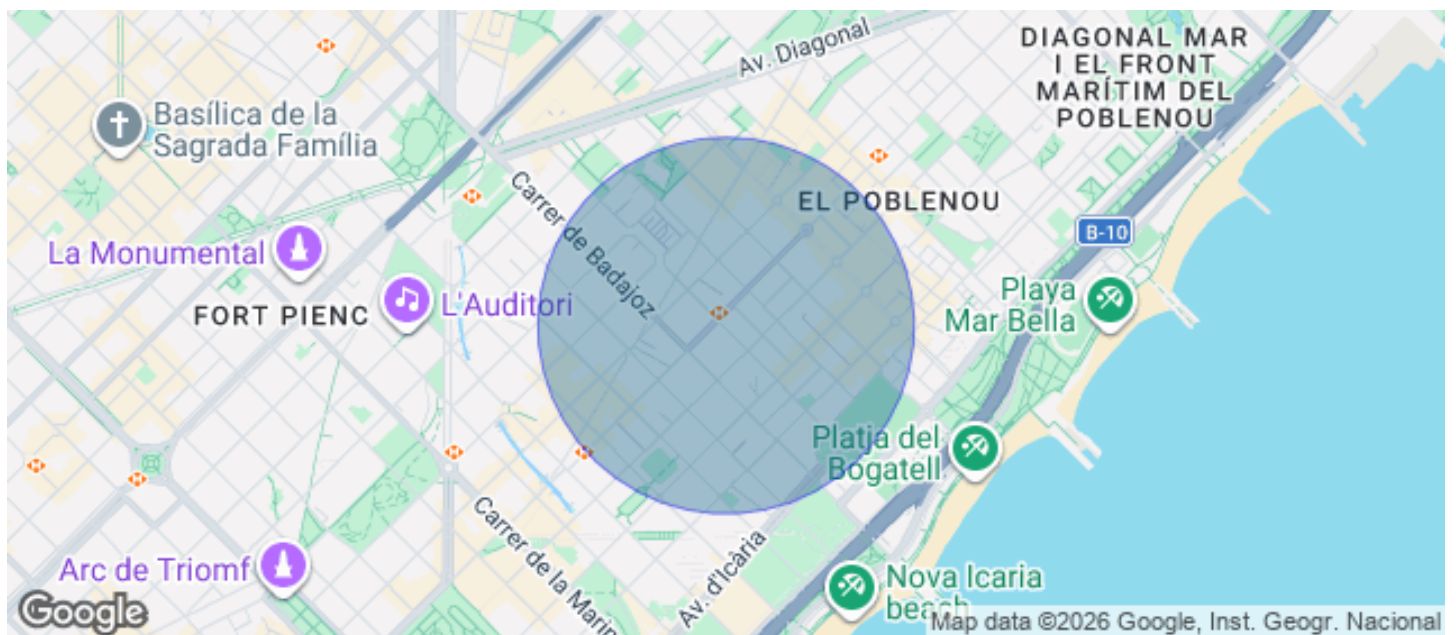 Av. Diagonal
DIAGONAL MAR
I EL FRONT
MARÍTIM DEL
POBLENOU
Basílica de la
Sagrada Família
Carrer de Badajoz
EL POBLENOU
B-10
La Monumental
L'Auditori
FORT PIENC
Playa
Mar Bella
Platja del
Bogatell
Carrer de la Marin
Av. d'Icària
Arc de Triomf
Nova Icaria
beach
Google
Map data ©2026 Google, Inst. Geogr. Nacional